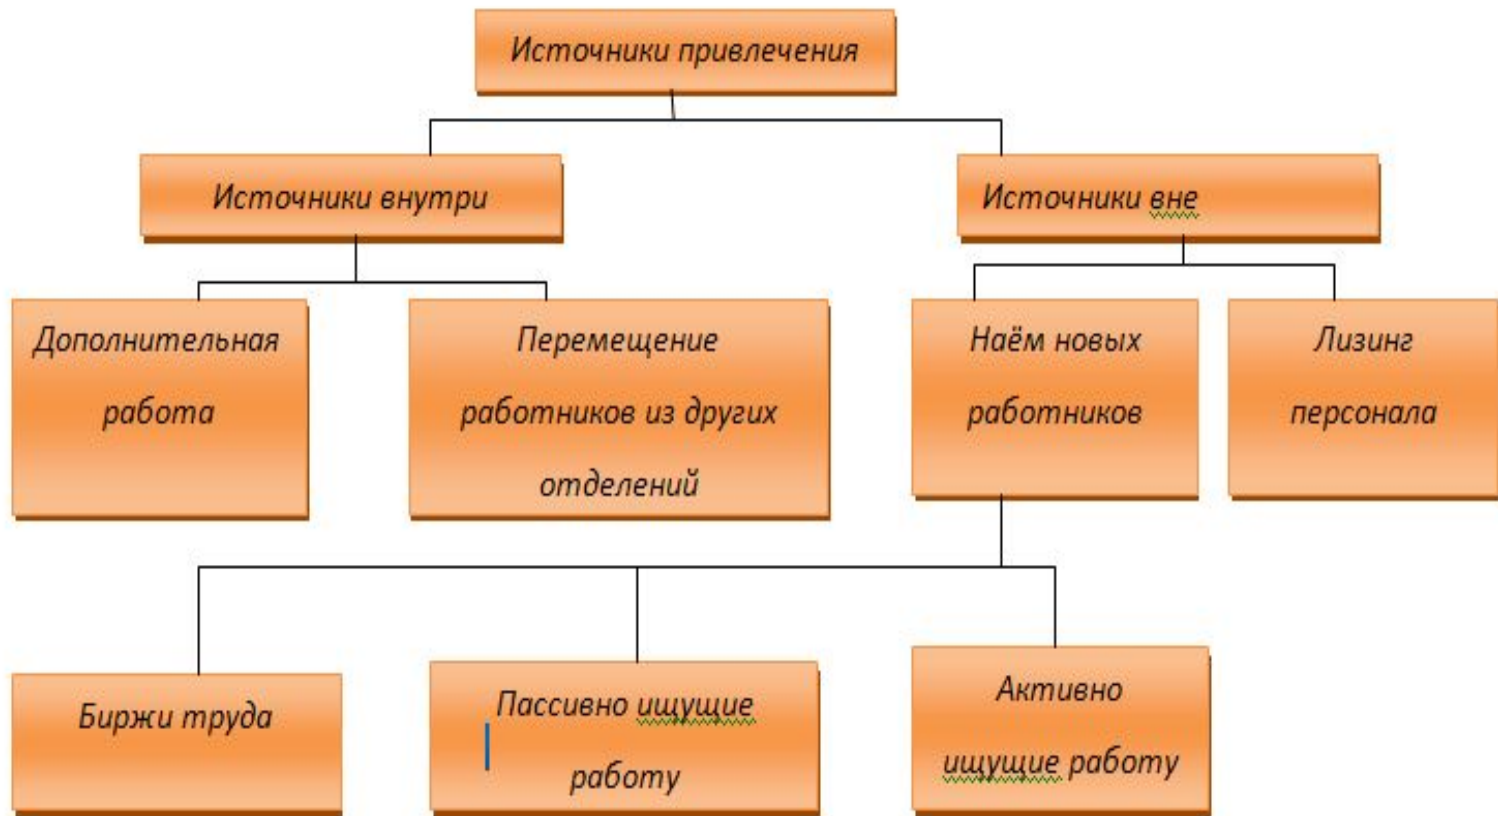 Источники привлечения
Источники внутри
Источники вне
Дополнительная
работа
Перемещение
работников из других
отделений
Наём новых
работников
Лизинг
персонала
Биржи труда
Пассивно ищущие
работу
Активно
ищущие работу